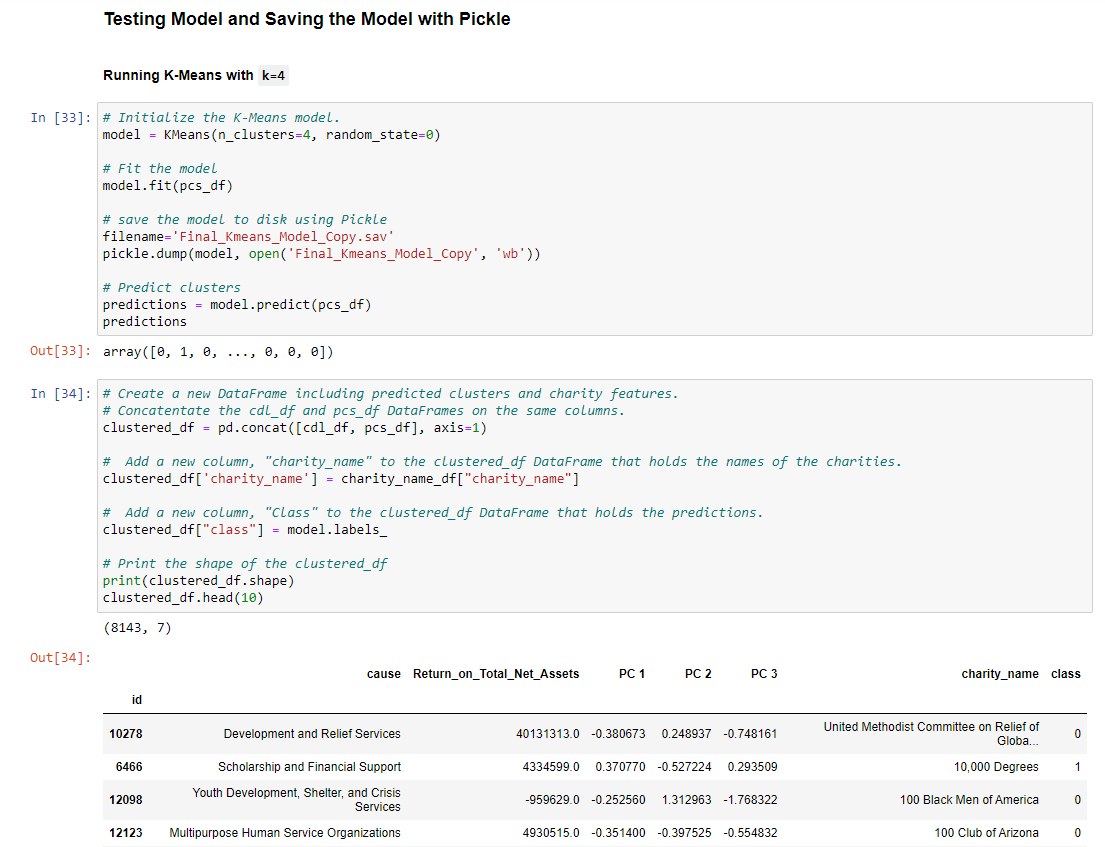 Testing Model and Saving the Model with Pickle
Running K-Means with k=4
In [33]:
# Initialize the K-Means model.
model = KMeans(n_clusters=4, random_state=0)
# Fit the model
model.fit(pcs_df)
# save the model to disk using Pickle
filename='Final_Kmeans_Model_Copy.sav'
pickle.dump(model, open('Final_Kmeans_Model_Copy', 'wb'))
# Predict clusters
predictions = model.predict(pcs_df)
predictions
Out[33]: array([0, 1, 0, ..., 0, 0, 0])
In [34]:
# Create a new DataFrame including predicted clusters and charity features.
# Concatentate the cdl_df and pcs_df DataFrames on the same columns.
clustered_df = pd.concat([cdl_df, pcs_df], axis=1)
#  Add a new column, "charity_name" to the clustered_df DataFrame that holds the names of the charities.
clustered_df['charity_name'] = charity_name_df["charity_name"]
#  Add a new column, "Class" to the clustered_df DataFrame that holds the predictions.
clustered_df["class"] = model.labels_
# Print the shape of the clustered_df
print(clustered_df.shape)
clustered_df.head(10)
(8143, 7)
Out[34]:
cause Return_on_Total_Net_Assets PC 1 PC 2 PC 3 charity_name class
id
10278 Development and Relief Services 40131313.0 -0.380673 0.248937 -0.748161 United Methodist Committee on Relief of
Globa... 0
6466 Scholarship and Financial Support 4334599.0 0.370770 -0.527224 0.293509 10,000 Degrees 1
12098 Youth Development, Shelter, and Crisis
Services -959629.0 -0.252560 1.312963 -1.768322 100 Black Men of America 0
12123 Multipurpose Human Service Organizations 4930515.0 -0.351400 -0.397525 -0.554832 100 Club of Arizona 0